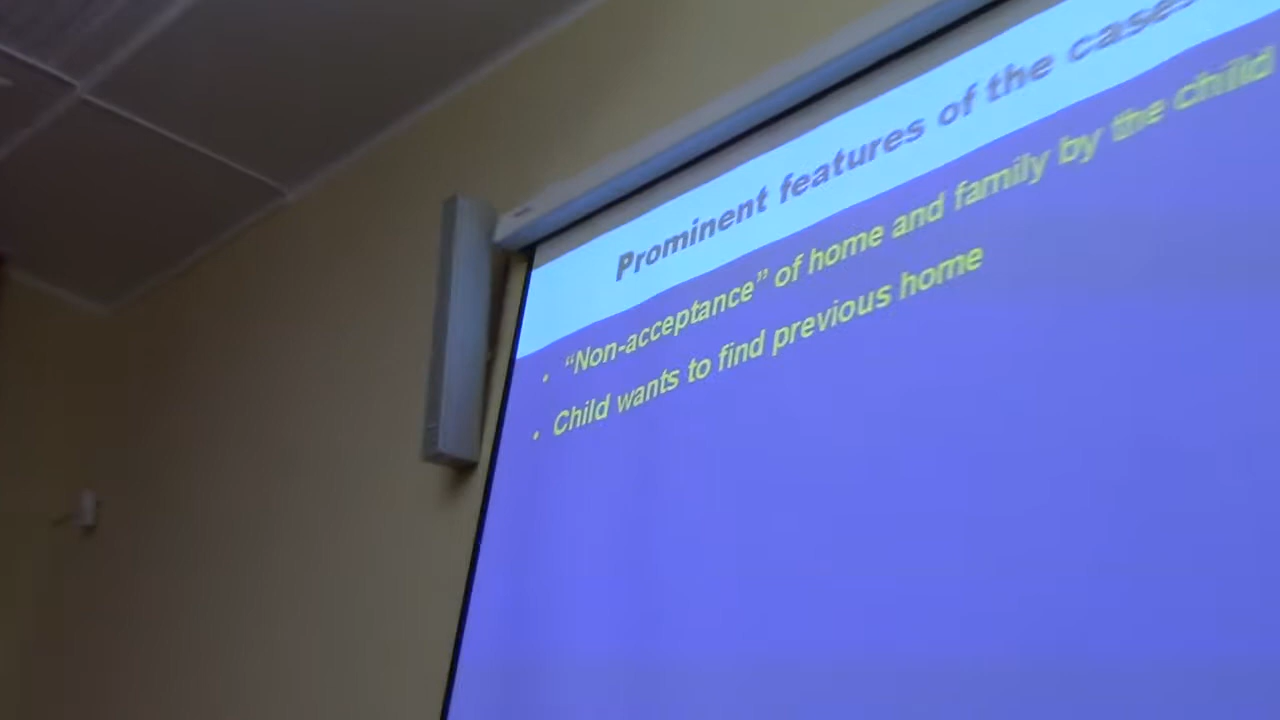 Prominent features of the cases
• “Non-acceptance” of home and family by the child
• Child wants to find previous home